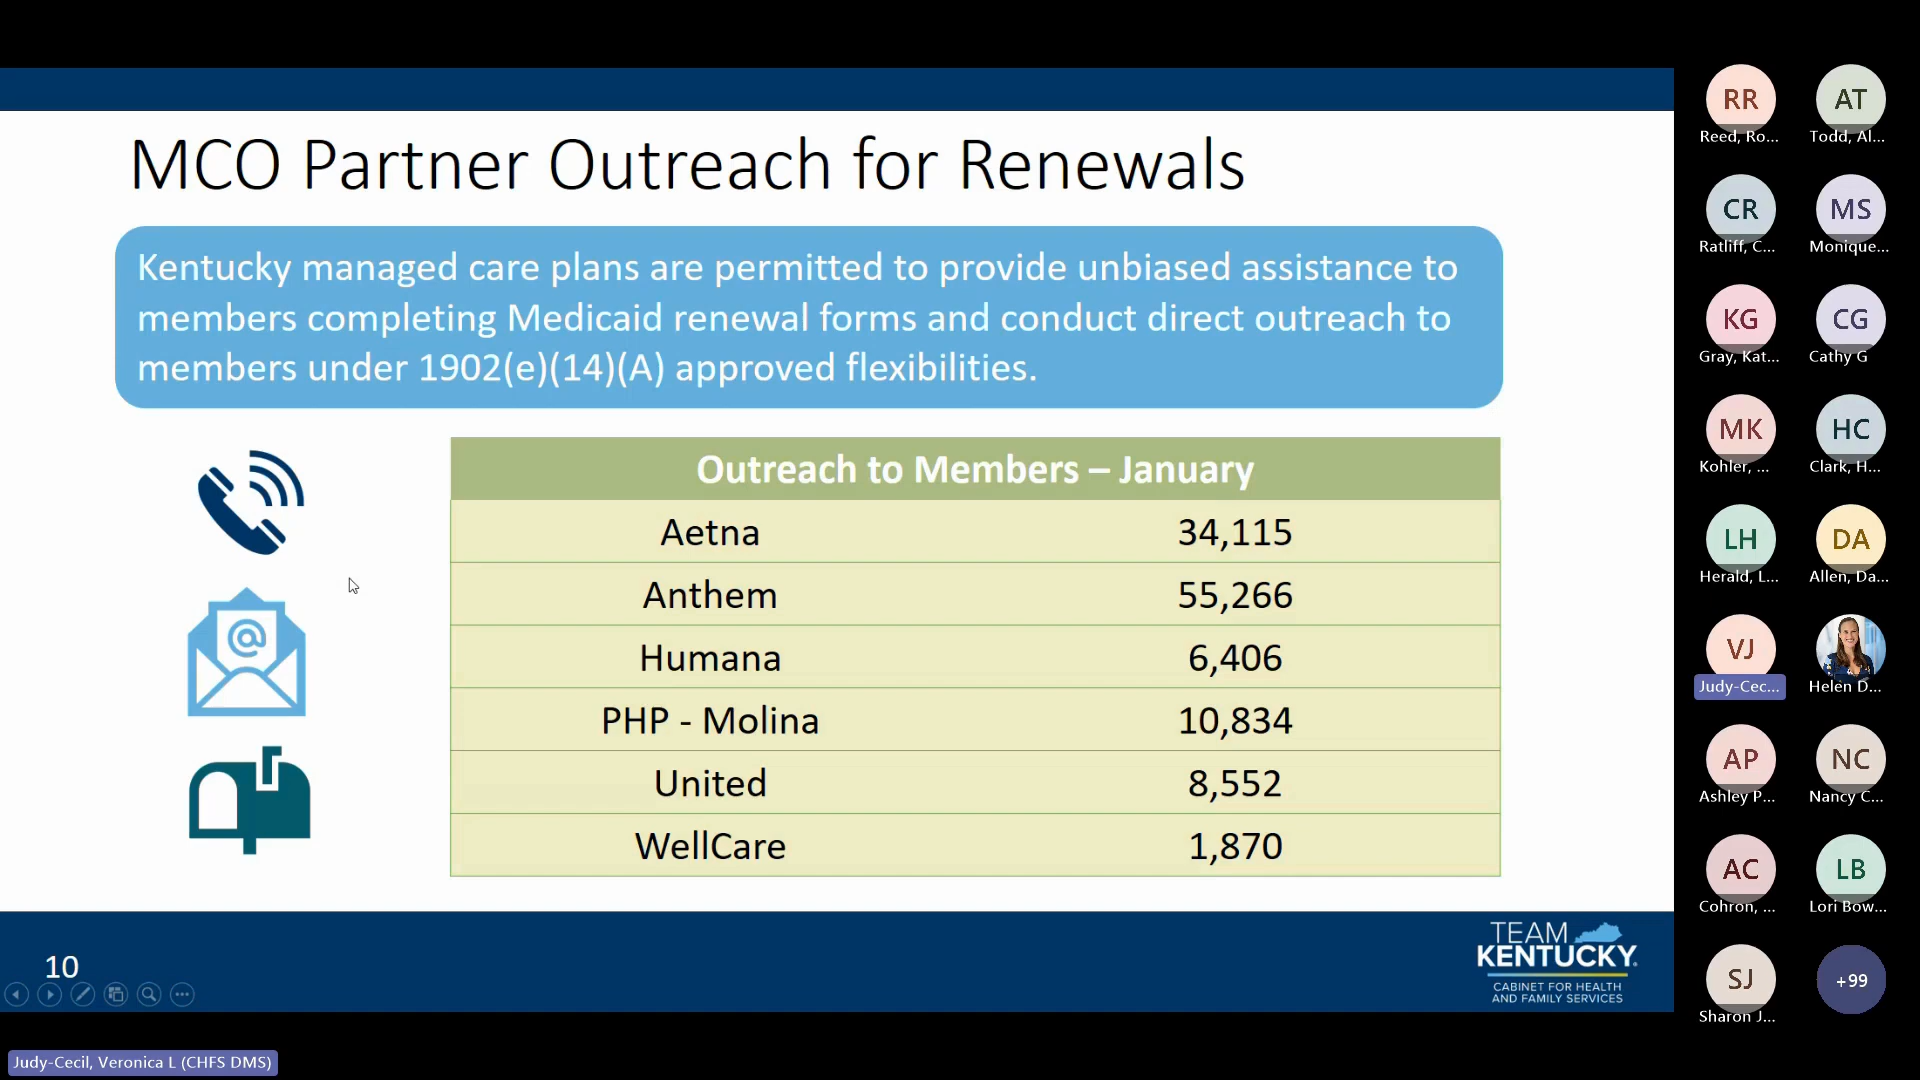 MCO Partner Outreach for Renewals
Kentucky managed care plans are permitted to provide unbiased assistance to
members completing Medicaid renewal forms and conduct direct outreach to
members under 1902(e)(14)(A) approved flexibilities.
Outreach to Members – January
Aetna 34,115
Anthem 55,266
Humana 6,406
PHP - Molina 10,834
United 8,552
WellCare 1,870
@
10
TEAM
KENTUCKY
CABINET FOR HEALTH
AND FAMILY SERVICES
Judy-Cecil, Veronica L (CHFS DMS)
RR AT
Reed, Ro... Todd, Al...
CR MS
Ratliff, C... Monique...
KG CG
Gray, Kat... Cathy G
MK HC
Kohler, ... Clark, H...
LH DA
Herald, L... Allen, Da...
VJ
Judy-Cec... Helen D...
AP NC
Ashley P... Nancy C...
AC LB
Cohron, ... Lori Bow...
SJ +99
Sharon J...